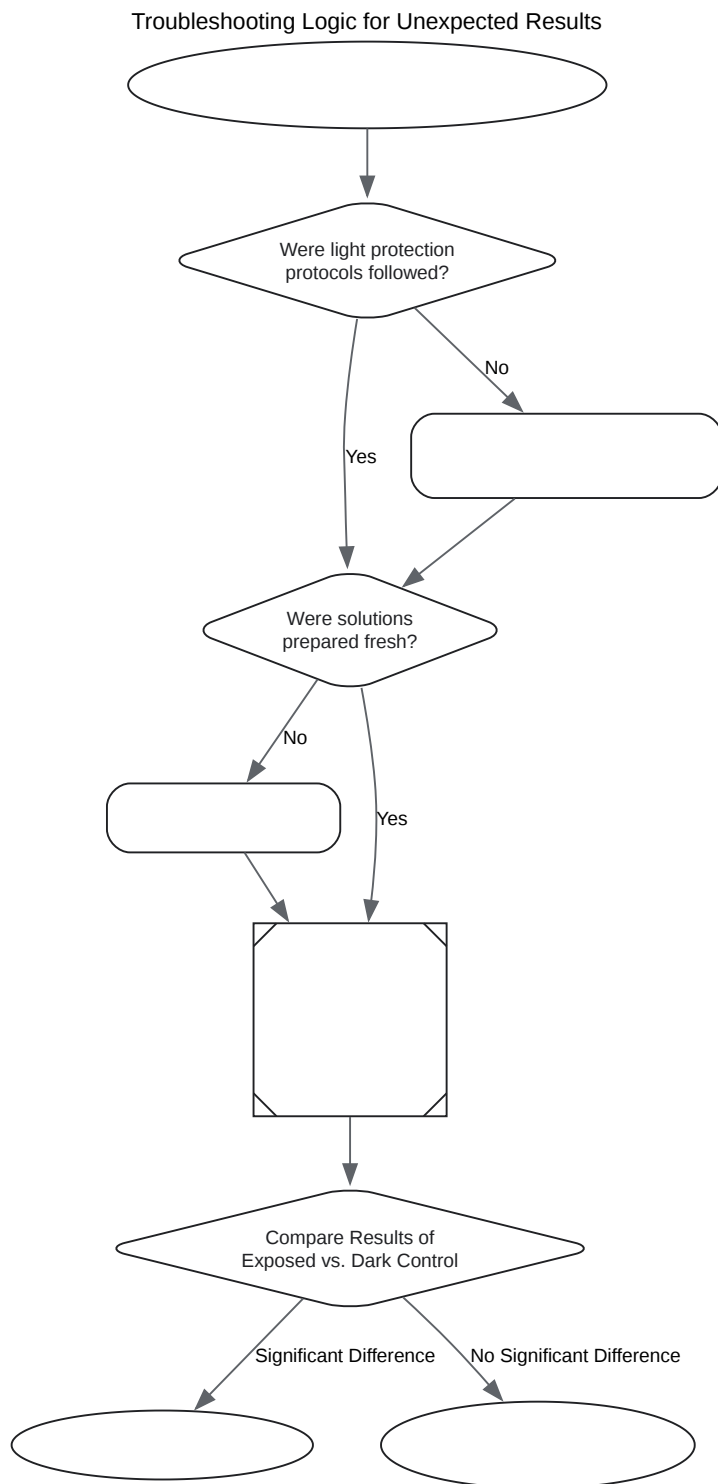 Troubleshooting Logic for Unexpected Results
Were light protection
protocols followed?
No
Yes
Were solutions
prepared fresh?
No
Yes
Compare Results of
Exposed vs. Dark Control
Significant Difference
No Significant Difference